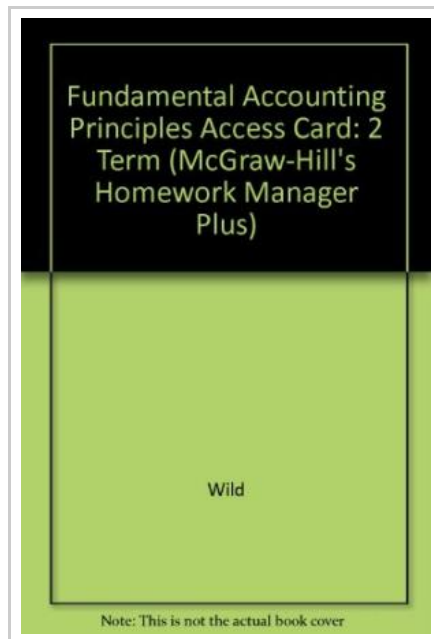 Fundamental Accounting
Principles Access Card: 2
Term (McGraw-Hill's
Homework Manager
Plus)
Wild
Note: This is not the actual book cover